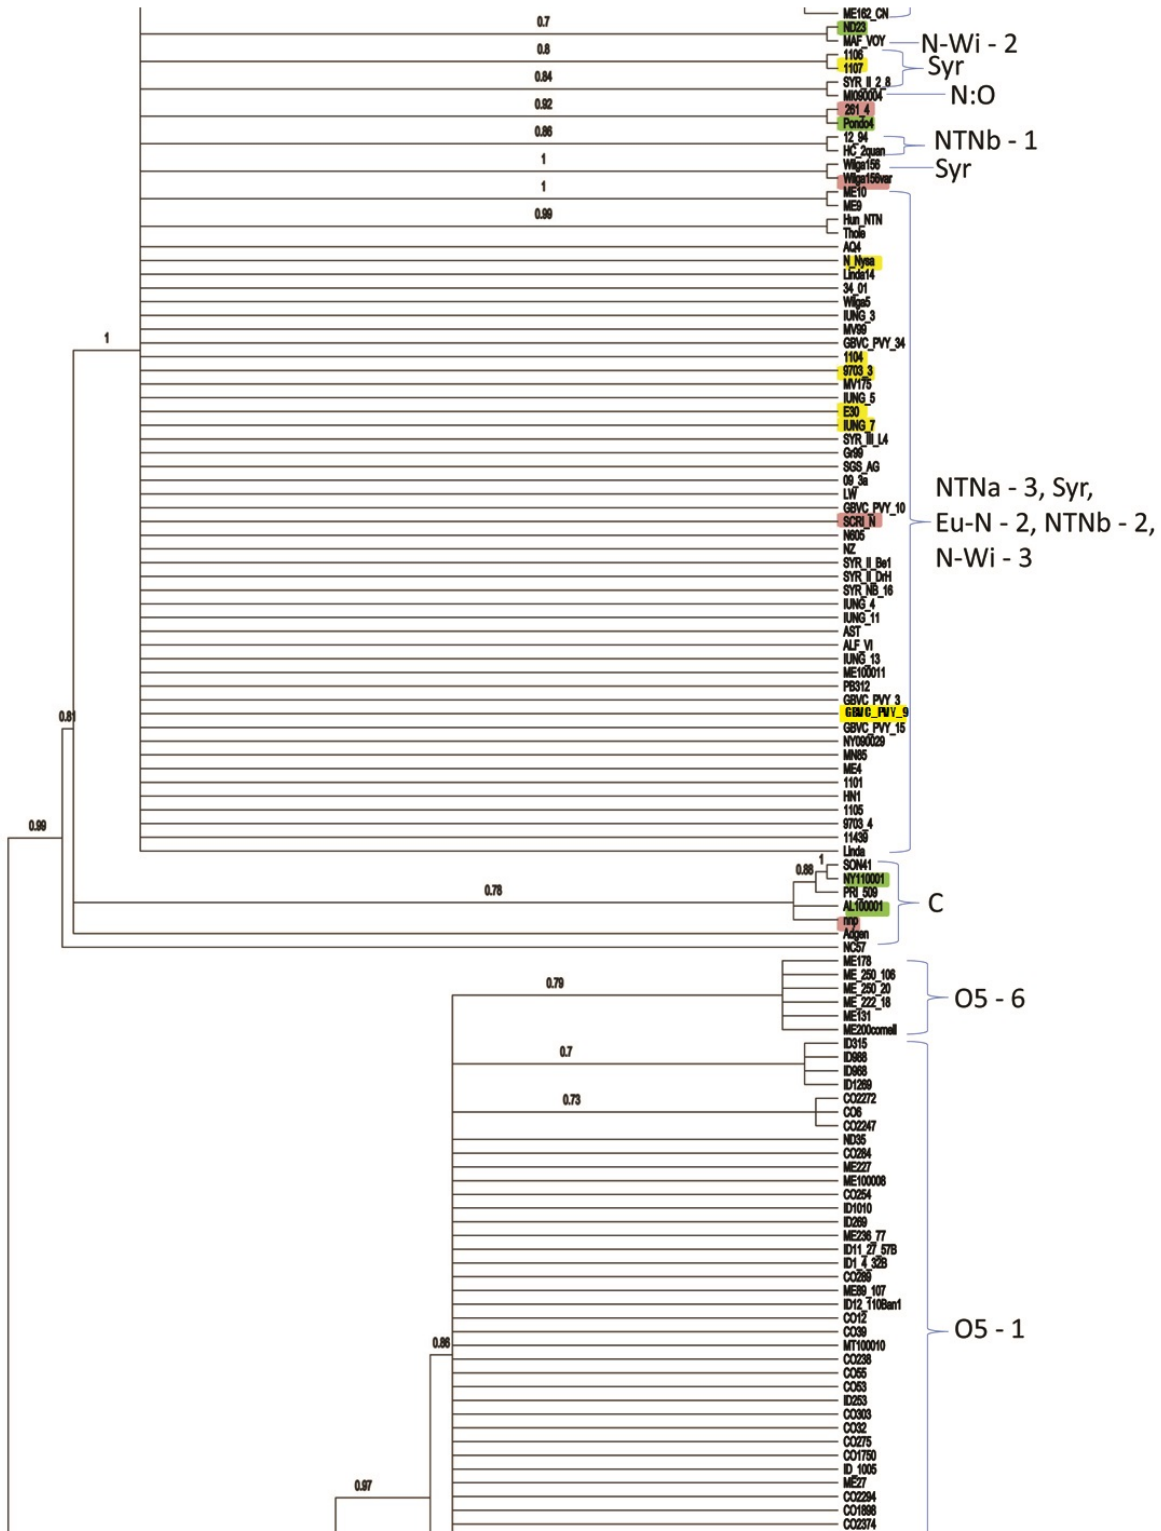 ME162_CN
0.7
ND23
MAF_VOY
N-Wi - 2
0.8
1106
1107
Syr
0.84
SYR_II_2_8
MI090004
N:O
0.92
261_4
Pondo4
0.86
12_94
HC_2quan
NTNb - 1
1
Wilga156
Syr
Wilga156var
1
ME10
ME9
0.99
Hun_NTN
Thole
AQ4
N_Nysa
Linda14
34_01
Wilga5
IUNG_3
MV99
1
GBVC_PVY_34
1104
9703_3
MV175
IUNG_5
E30
IUNG_7
SYR_III_L4
Gr99
SGS_AG
09_3a
LW
GBVC_PVY_10
SCRI_N
NTNa - 3, Syr,
Eu-N - 2, NTNb - 2,
N-Wi - 3
N605
NZ
SYR_II_Be1
SYR_II_DrH
SYR_NB_16
IUNG_4
IUNG_11
AST
ALF_VI
IUNG_13
ME100011
PB312
GBVC_PVY_3
GBVC_PVY_9
0.81
GBVC_PVY_15
NY090029
MN85
ME4
1101
HN1
1105
9703_4
0.99
11439
Linda
1
SON41
0.88
NY110001
0.78
PRI_509
AL100001
C
nnp
Adgen
NC57
ME178
ME_250_106
0.79
ME_250_20
ME_222_18
O5 - 6
ME131
ME200cornell
ID315
0.7
ID988
ID968
ID1269
CO2272
0.73
CO6
CO2247
ND35
CO284
ME227
ME100008
CO254
ID1010
ID269
ME236_77
ID11_27_57B
ID1_4_32B
CO289
ME89_107
ID12_110Ban1
CO12
CO39
O5 - 1
0.86
MT100010
CO238
CO55
CO53
ID253
CO303
CO32
CO275
CO1750
ID_1005
0.97
ME27
CO2294
CO1898
CO2374